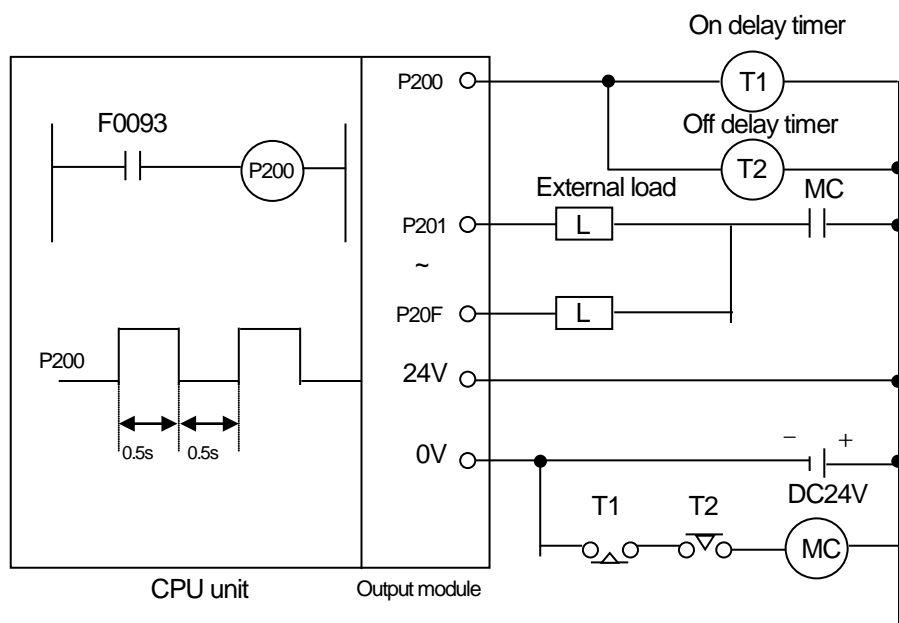 On delay timer
P200
T1
F0093
Off delay timer
P200
T2
External load
MC
P201
L
~
P20F
L
P200
24V
0.5s
0.5s
0V
− +
DC24V
T1
T2
MC
CPU unit
Output module